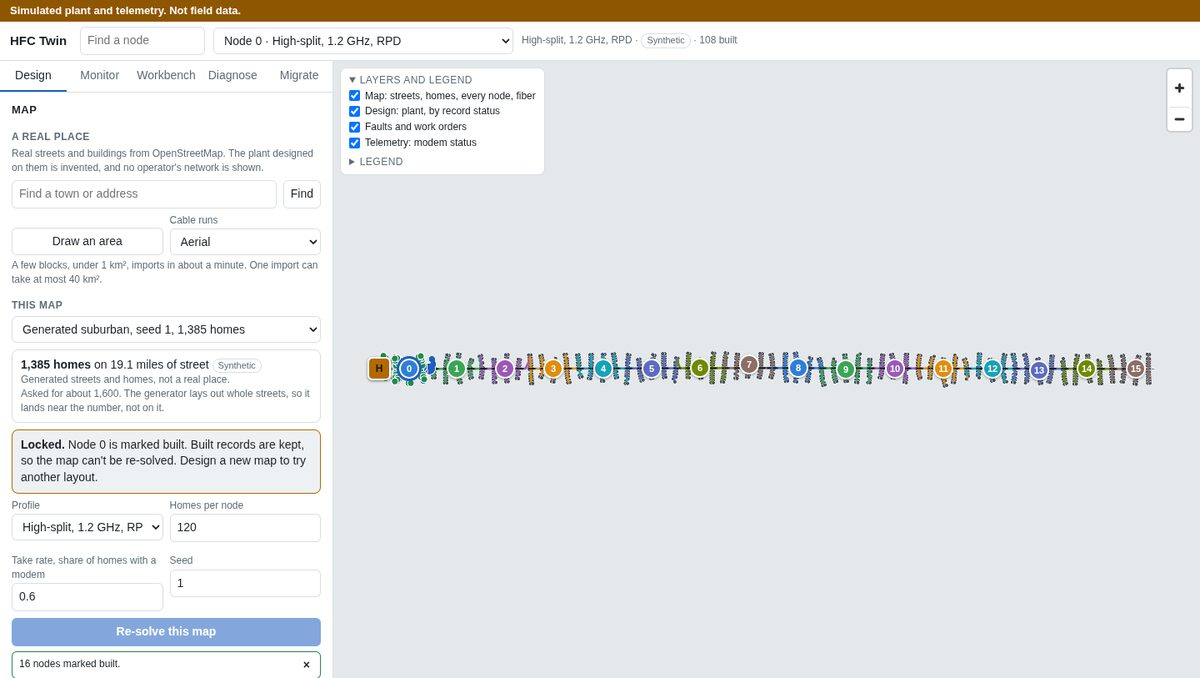 Simulated plant and telemetry. Not field data.
HFC Twin
Find a node
Node 0 · High-split, 1.2 GHz, RPD
High-split, 1.2 GHz, RPD · Synthetic · 108 built
Design
Monitor
Workbench
Diagnose
Migrate
MAP
A REAL PLACE
Real streets and buildings from OpenStreetMap. The plant designed
on them is invented, and no operator's network is shown.
Find a town or address
Find
Cable runs
Draw an area
Aerial
A few blocks, under 1 km², imports in about a minute. One import can
take at most 40 km².
THIS MAP
Generated suburban, seed 1, 1,385 homes
1,385 homes on 19.1 miles of street Synthetic
Generated streets and homes, not a real place.
Asked for about 1,600. The generator lays out whole streets, so it
lands near the number, not on it.
Locked. Node 0 is marked built. Built records are kept,
so the map can't be re-solved. Design a new map to try
another layout.
Profile
Homes per node
High-split, 1.2 GHz, RP
120
Take rate, share of homes with a
modem
Seed
0.6
1
Re-solve this map
16 nodes marked built.
×
LAYERS AND LEGEND
Map: streets, homes, every node, fiber
Design: plant, by record status
Faults and work orders
Telemetry: modem status
LEGEND
+
−
H 0 1 2 3 4 5 6 7 8 9 10 11 12 13 14 15